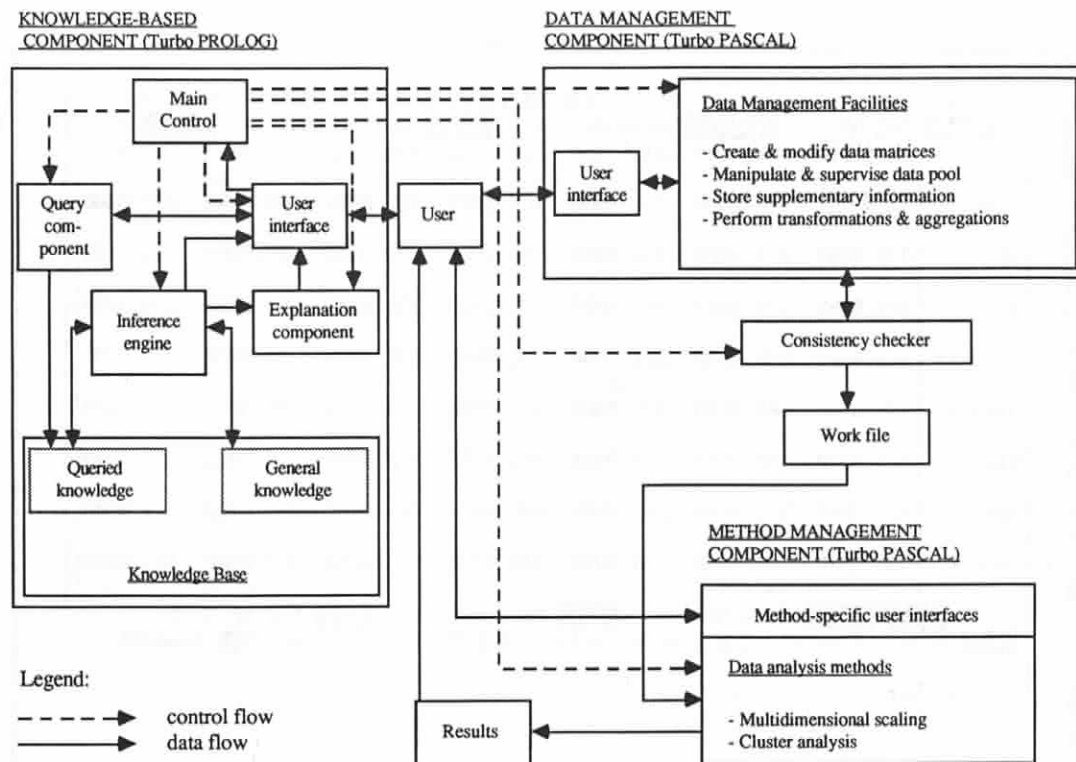 KNOWLEDGE-BASED
COMPONENT (Turbo PROLOG)
Main
Control
Query
com-
ponent
User
interface
Inference
engine
Explanation
component
Queried
knowledge
General
knowledge
Knowledge Base
User
DATA MANAGEMENT
COMPONENT (Turbo PASCAL)
User
interface
Data Management Facilities
- Create & modify data matrices
- Manipulate & supervise data pool
- Store supplementary information
- Perform transformations & aggregations
Consistency checker
Work file
METHOD MANAGEMENT
COMPONENT (Turbo PASCAL)
Method-specific user interfaces
Data analysis methods
- Multidimensional scaling
- Cluster analysis
Results
Legend:
control flow
data flow